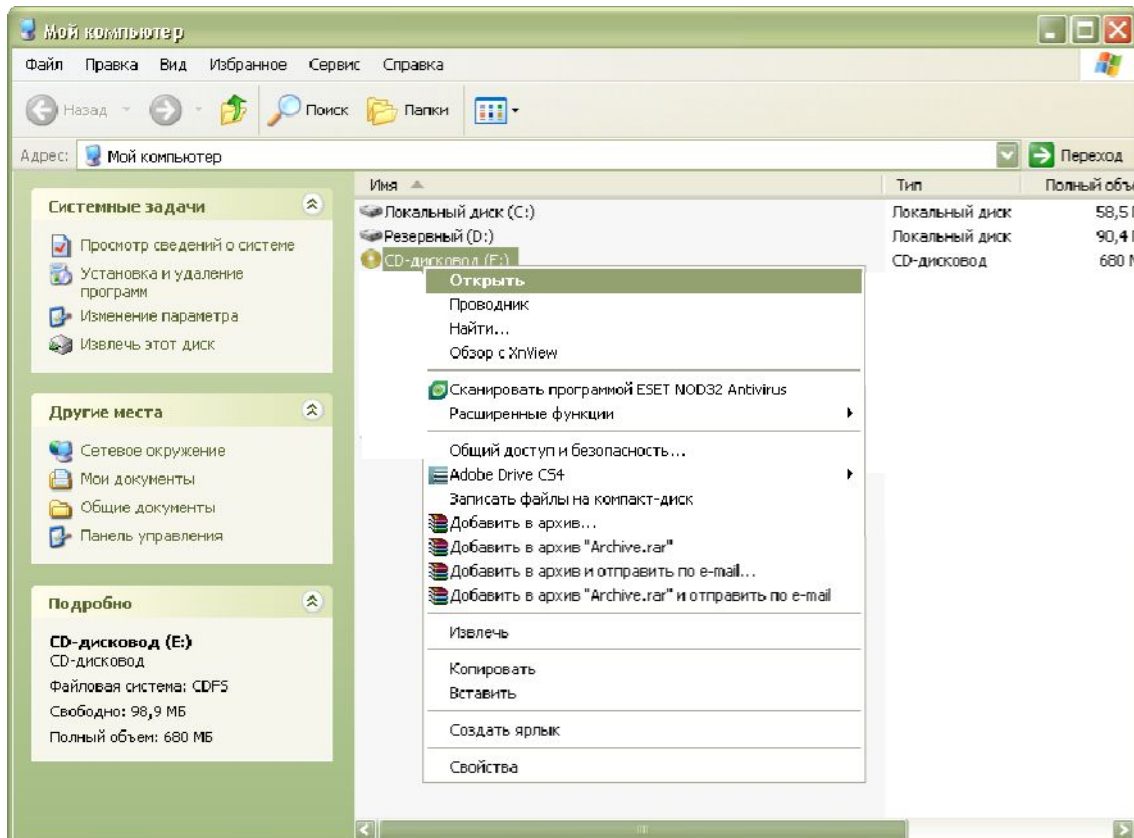 Мой компьютер
Файл Правка Вид Избранное Сервис Справка
Назад Поиск Папки
Адрес: Мой компьютер Переход
Имя Тип Полный объ
Системные задачи
Просмотр сведений о системе
Установка и удаление
программ
Изменение параметра
Извлечь этот диск
Другие места
Сетевое окружение
Мои документы
Общие документы
Панель управления
Подробно
CD-дисковод (E:)
CD-дисковод
Файловая система: CDFS
Свободно: 98,9 МБ
Полный объем: 680 МБ
Локальный диск (C:) Локальный диск 58,5
Резервный (D:) Локальный диск 90,4
CD-дисковод (E:) CD-дисковод 680
Открыть
Проводник
Найти...
Обзор с XnView
Сканировать программой ESET NOD32 Antivirus
Расширенные функции
Общий доступ и безопасность...
Adobe Drive CS4
Записать файлы на компакт-диск
Добавить в архив...
Добавить в архив "Archive.rar"
Добавить в архив и отправить по e-mail...
Добавить в архив "Archive.rar" и отправить по e-mail
Извлечь
Копировать
Вставить
Создать ярлык
Свойства